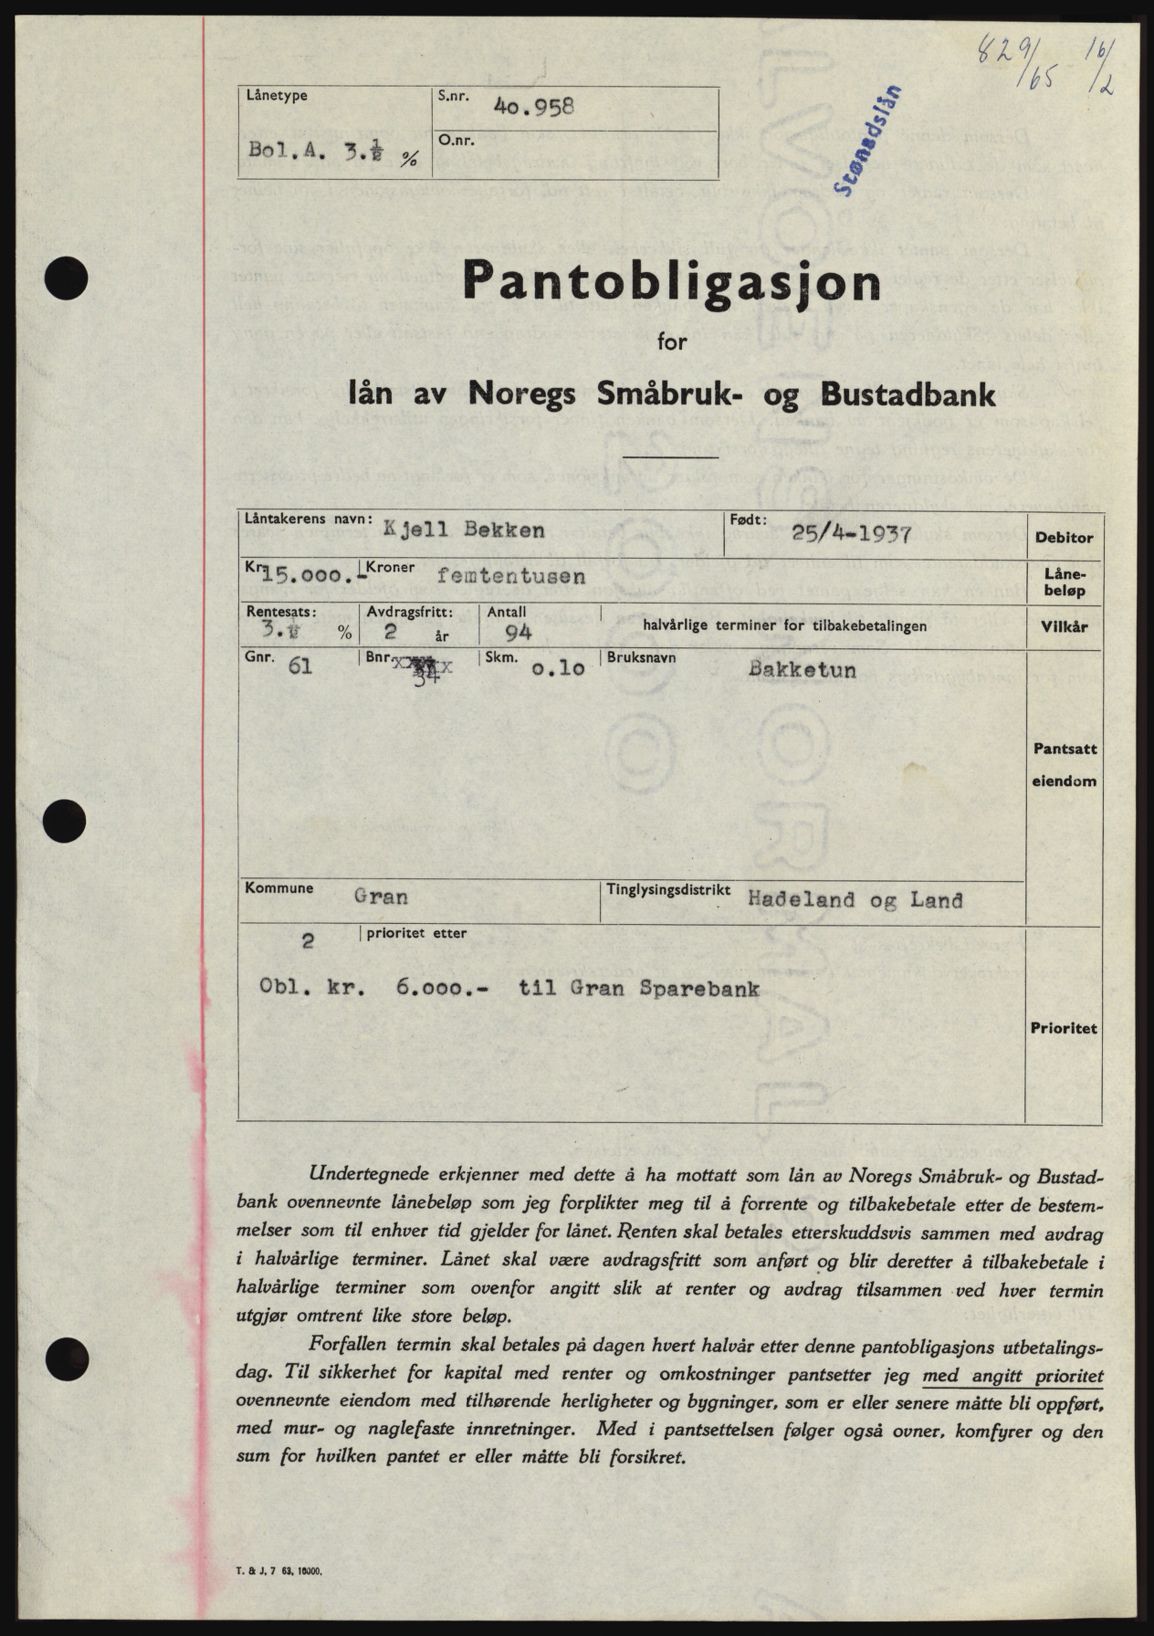 829/65 16/2
Stønadslån
Lånetype
S.nr. 40.958
Bol.A. 3.½ %
O.nr.
Pantobligasjon
for
lån av Noregs Småbruk- og Bustadbank
Låntakerens navn: Kjell Bekken Født: 25/4-1937 Debitor
Kr. 15.000.- Kroner femtentusen Låne-
beløp
Rentesats: 3.½ % Avdragsfritt: 2 år Antall 94 halvårlige terminer for tilbakebetalingen Vilkår
Gnr. 61 Bnr. 34 Skm. 0.10 Bruksnavn Bakketun
Pantsatt
eiendom
Kommune Gran Tinglysingsdistrikt Hadeland og Land
2 prioritet etter
Obl. kr. 6.000.- til Gran Sparebank
Prioritet
Undertegnede erkjenner med dette å ha mottatt som lån av Noregs Småbruk- og Bustad-
bank ovennevnte lånebeløp som jeg forplikter meg til å forrente og tilbakebetale etter de bestem-
melser som til enhver tid gjelder for lånet. Renten skal betales etterskuddsvis sammen med avdrag
i halvårlige terminer. Lånet skal være avdragsfritt som anført og blir deretter å tilbakebetale i
halvårlige terminer som ovenfor angitt slik at renter og avdrag tilsammen ved hver termin
utgjør omtrent like store beløp.
Forfallen termin skal betales på dagen hvert halvår etter denne pantobligasjons utbetalings-
dag. Til sikkerhet for kapital med renter og omkostninger pantsetter jeg med angitt prioritet
ovennevnte eiendom med tilhørende herligheter og bygninger, som er eller senere måtte bli oppført,
med mur- og naglefaste innretninger. Med i pantsettelsen følger også ovner, komfyrer og den
sum for hvilken pantet er eller måtte bli forsikret.
T. & J. 7 63. 10000.